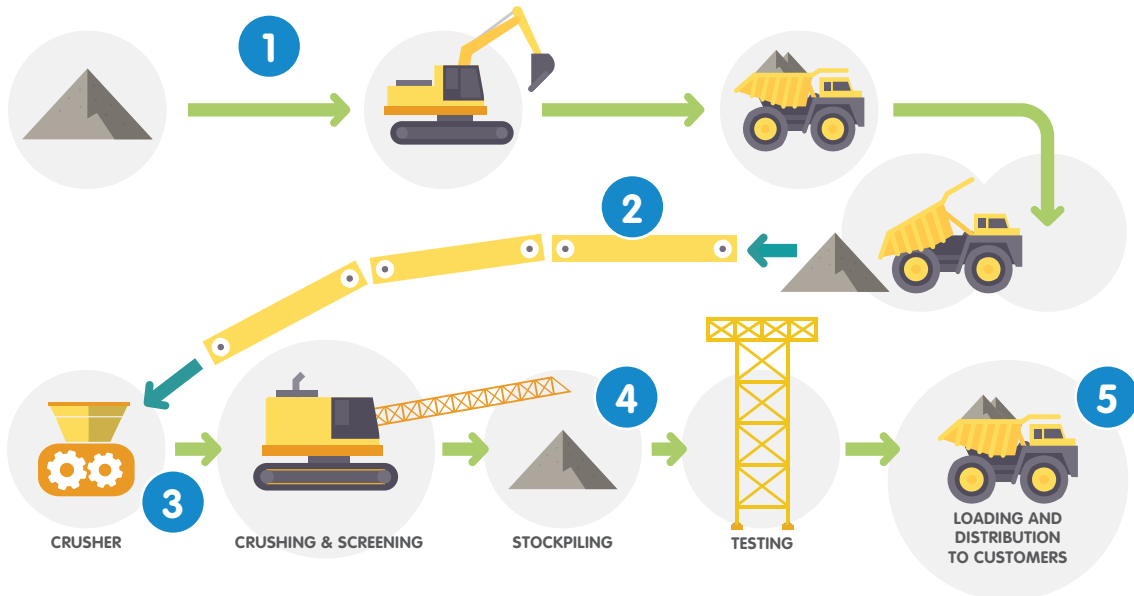 1
2
4
5
3
CRUSHER
CRUSHING & SCREENING
STOCKPILING
TESTING
LOADING AND
DISTRIBUTION
TO CUSTOMERS